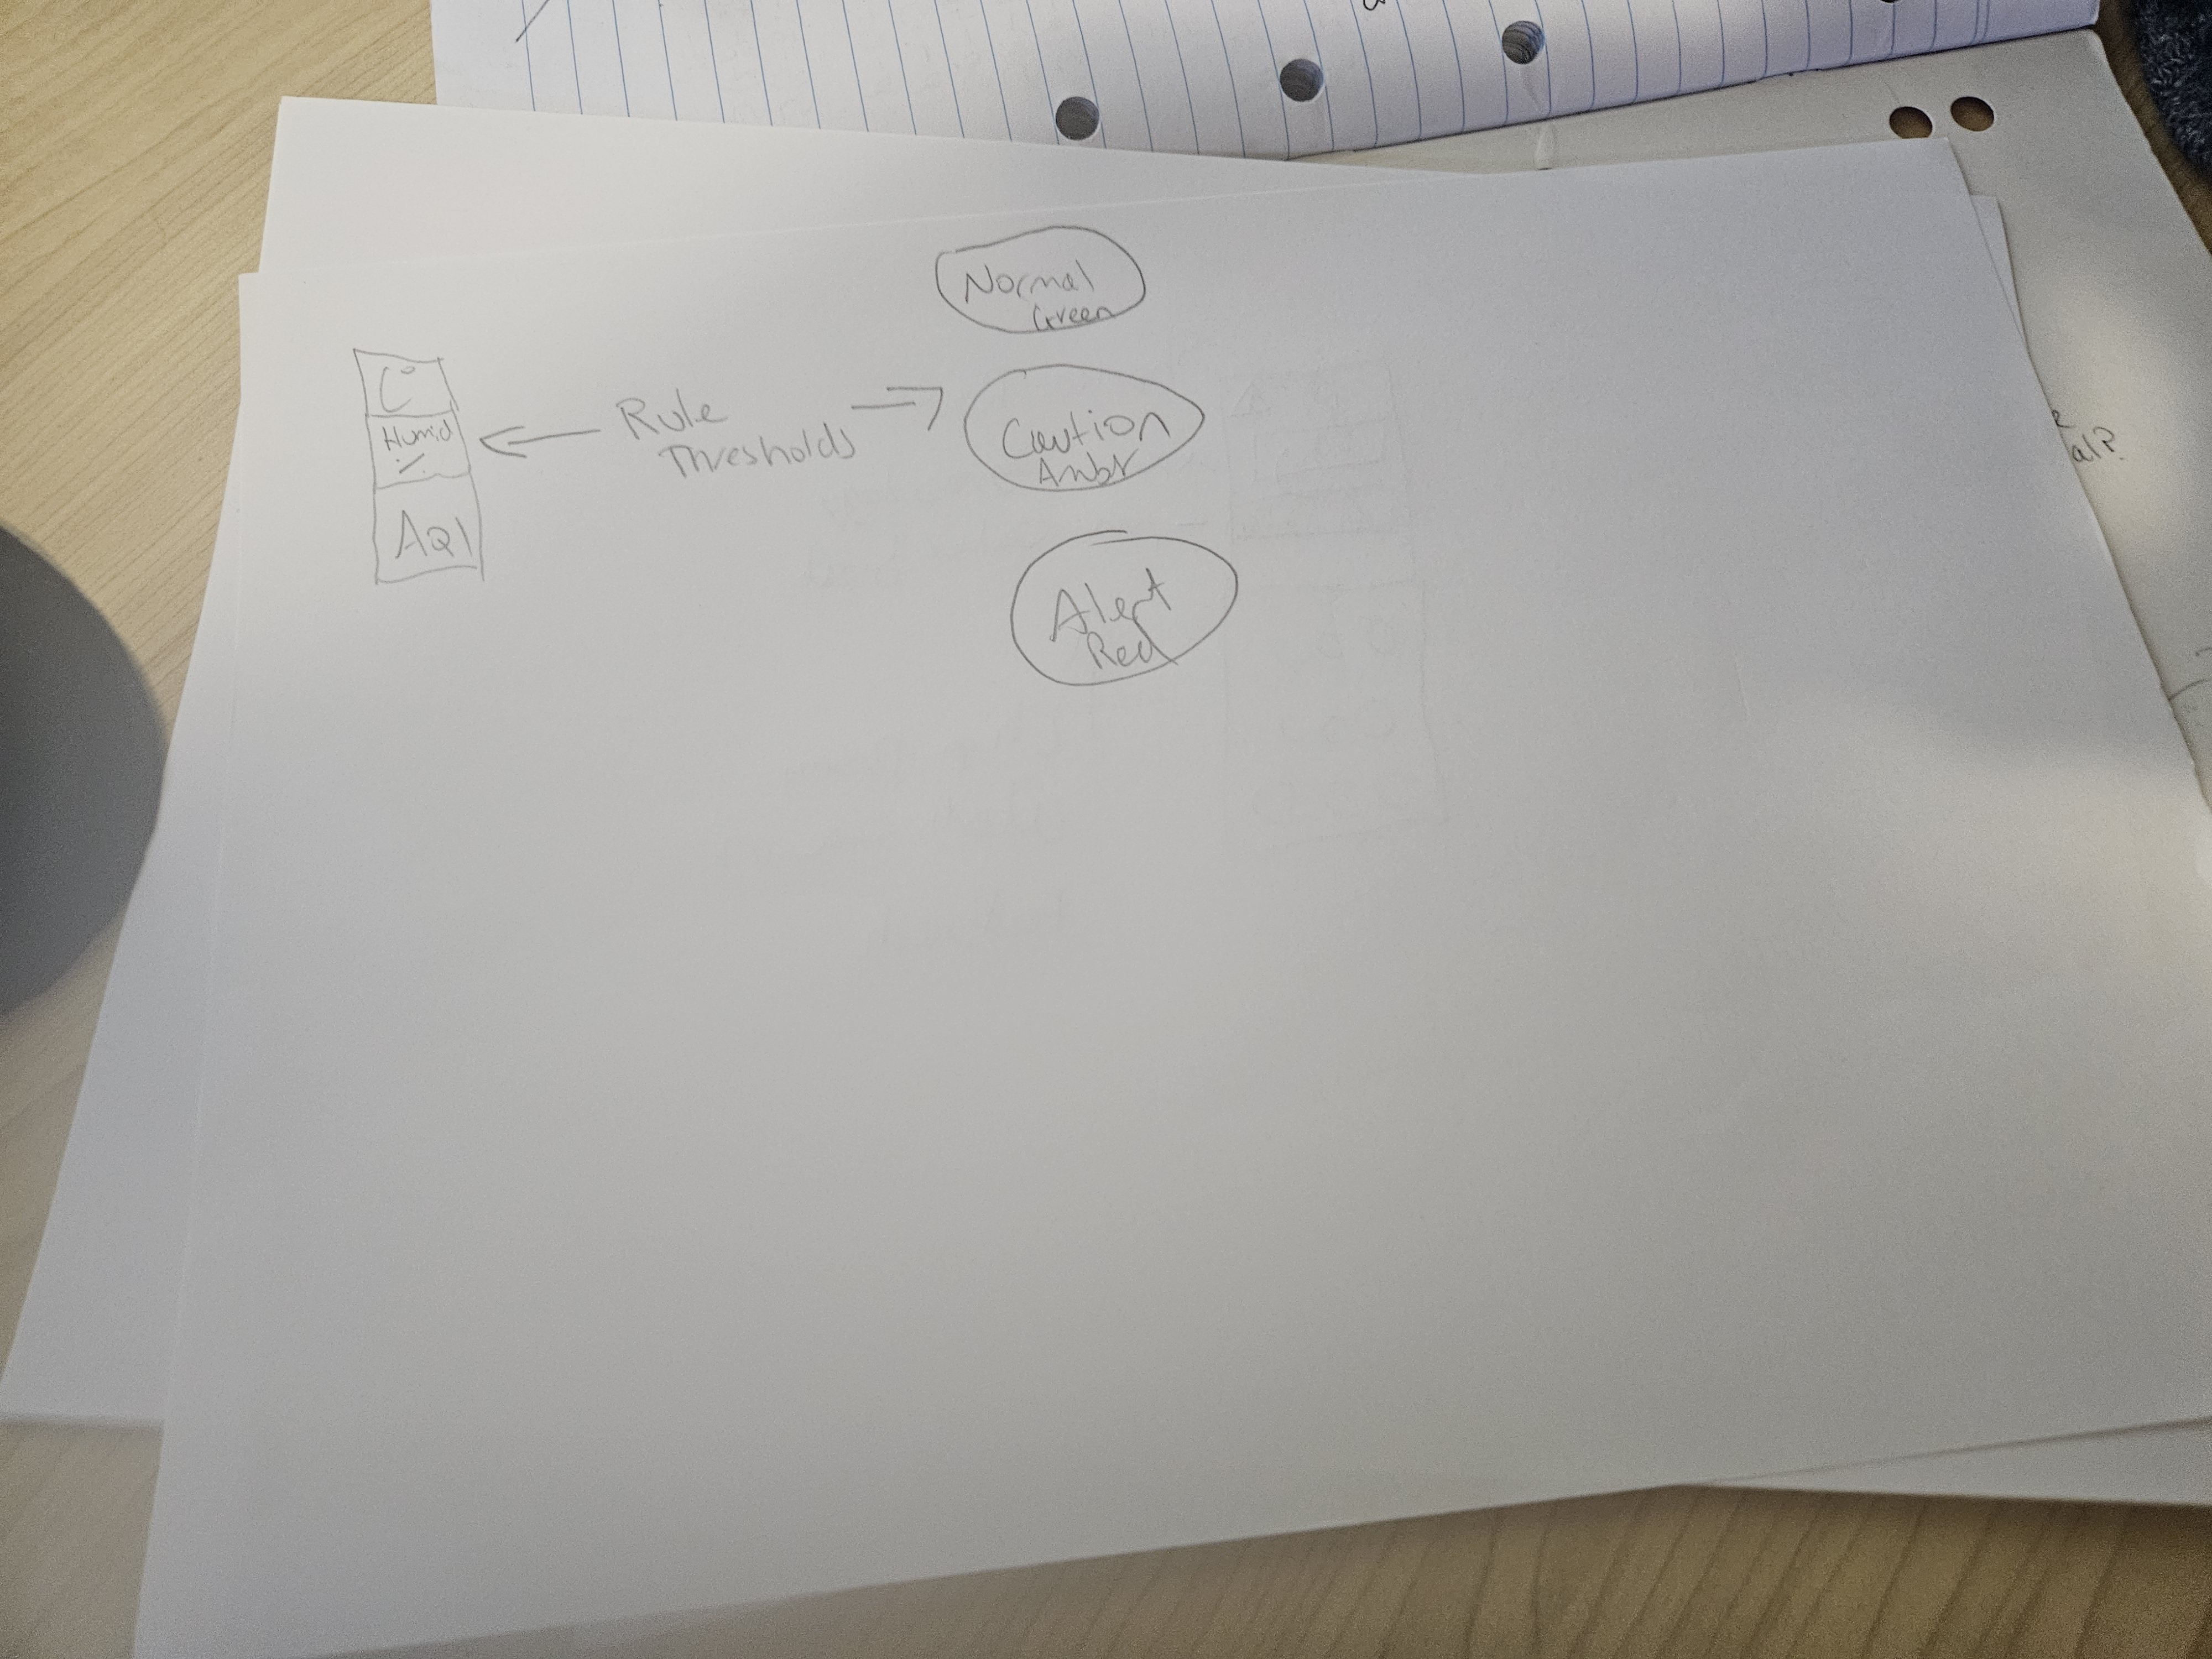 Normal
Green
C°
Humid
%
AQI
Rule
Thresholds
Caution
Ambr
Alert
Red
al?